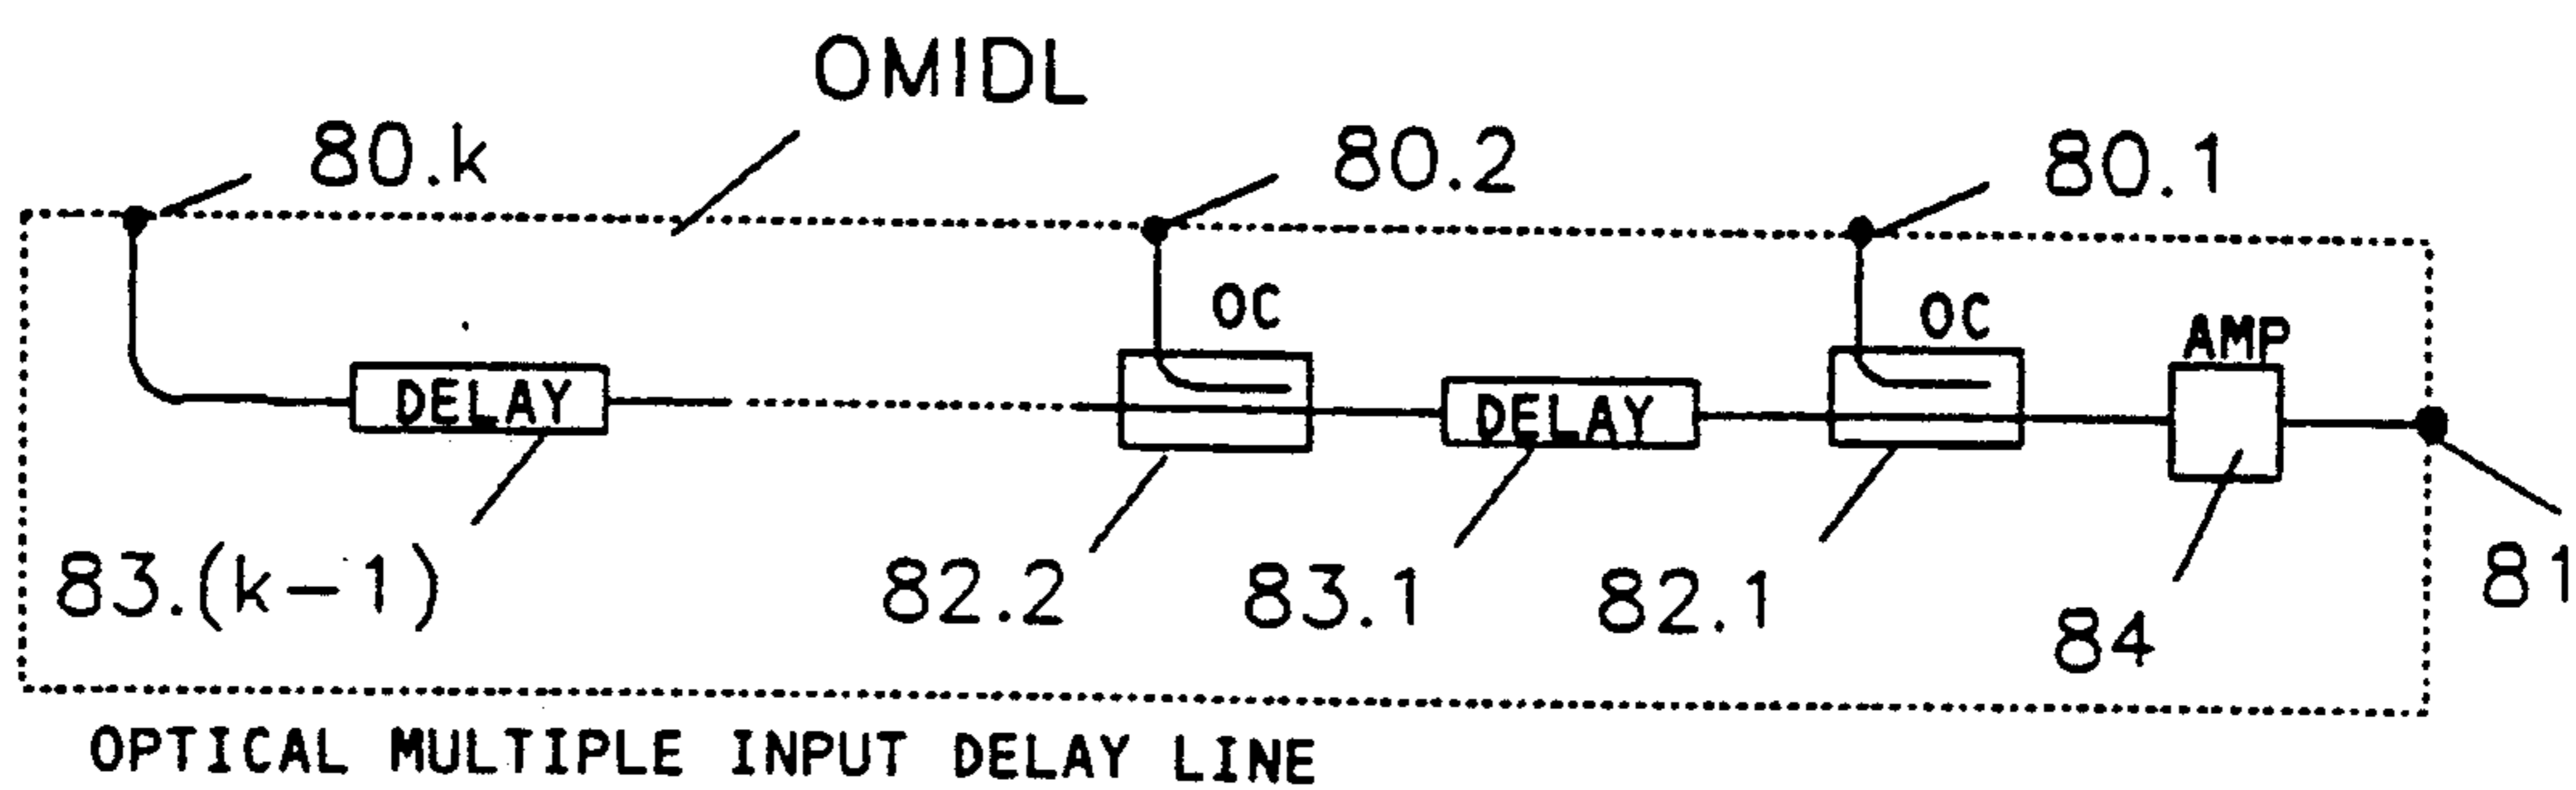 OMIDL
80.k
80.2
80.1
OC
OC
AMP
DELAY
DELAY
83.(k-1)
82.2
83.1
82.1
84
81
OPTICAL MULTIPLE INPUT DELAY LINE